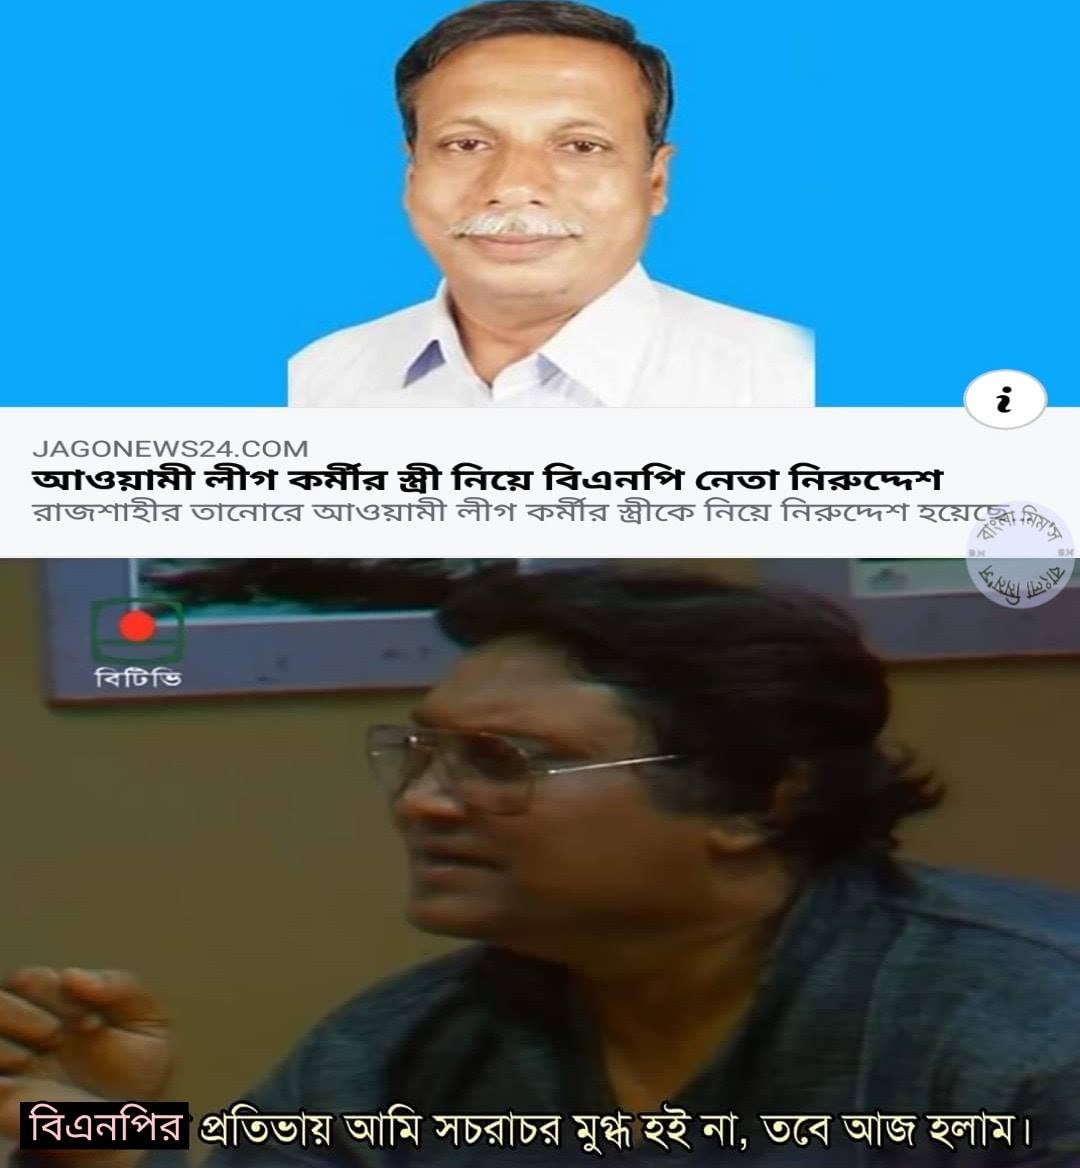 i
JAGONEWS24.COM
আওয়ামী লীগ কর্মীর স্ত্রী নিয়ে বিএনপি নেতা নিরুদ্দেশ
রাজশাহীর তানোরে আওয়ামী লীগ কর্মীর স্ত্রীকে নিয়ে নিরুদ্দেশ হয়েছে
বাংলা মিম'স
B.M B.M
বাংলা মিম'স
বিটিভি
বিএনপির প্রতিভায় আমি সচরাচর মুগ্ধ হই না, তবে আজ হলাম।